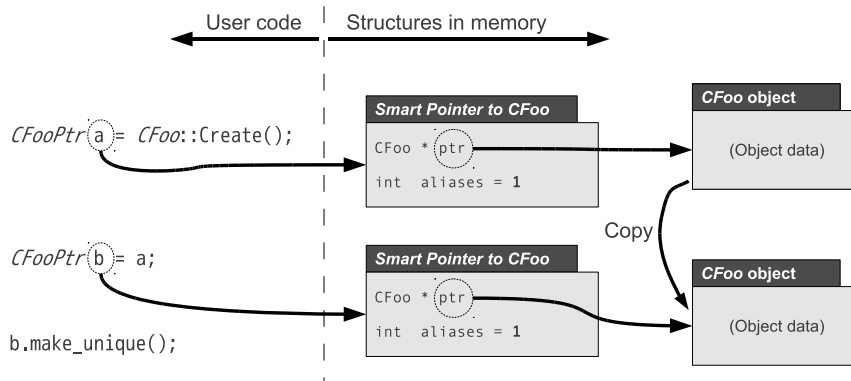 User code
Structures in memory
CFooPtr a = CFoo::Create();
Smart Pointer to CFoo
CFoo * ptr
int aliases = 1
CFoo object
(Object data)
Copy
CFooPtr b = a;
b.make_unique();
Smart Pointer to CFoo
CFoo * ptr
int aliases = 1
CFoo object
(Object data)